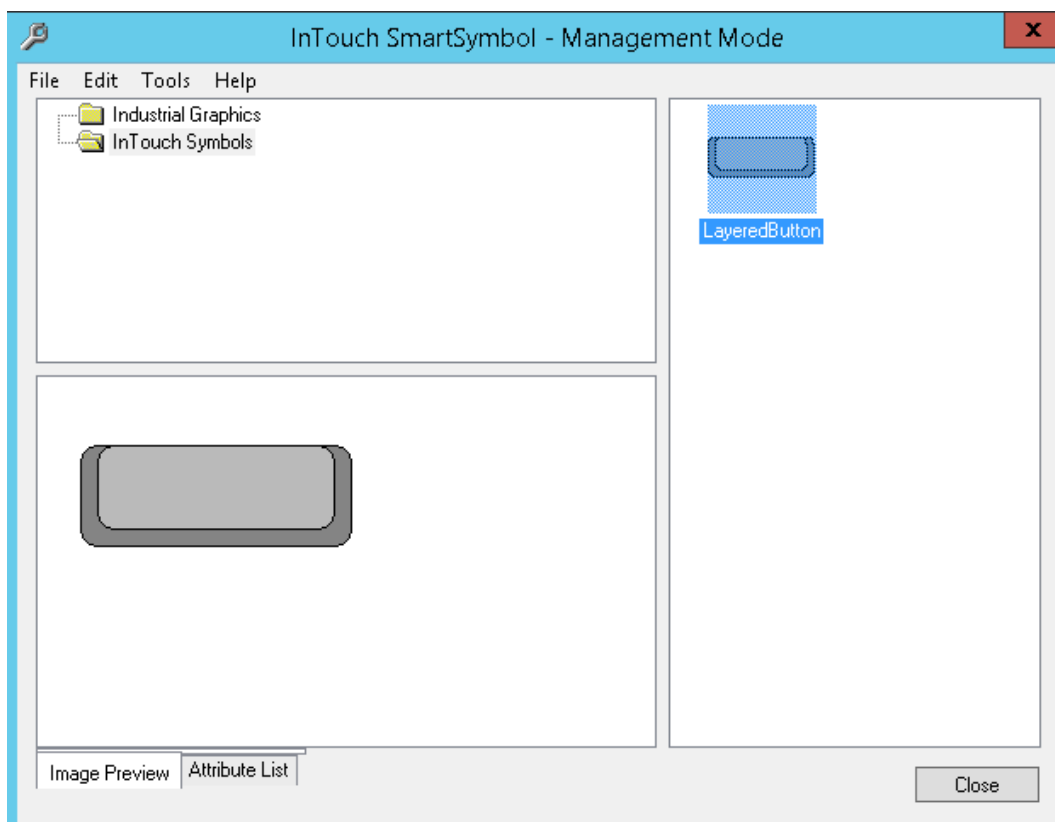 InTouch SmartSymbol - Management Mode
x
File Edit Tools Help
Industrial Graphics
InTouch Symbols
LayeredButton
Image Preview Attribute List
Close